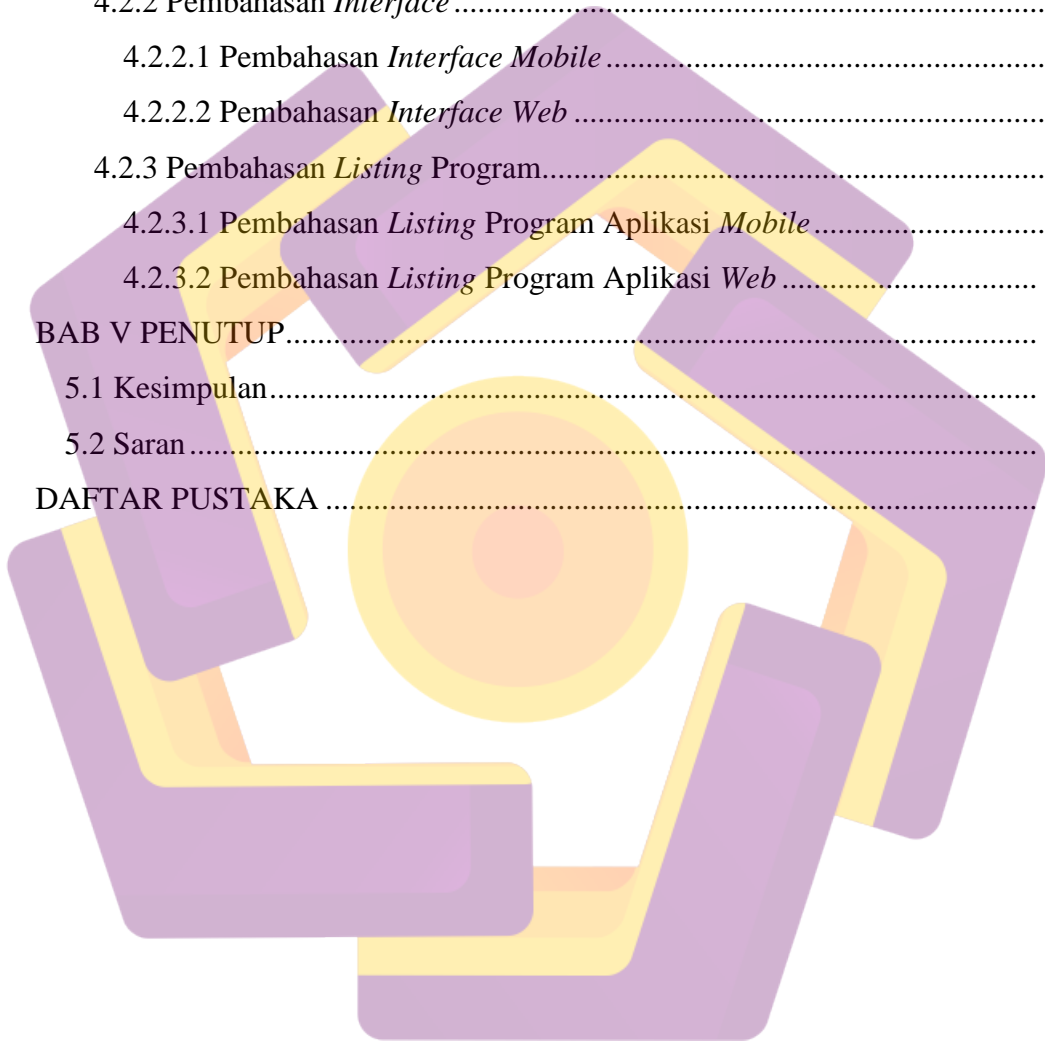 4.2.2 Pembahasan Interface ........................................................................
4.2.2.1 Pembahasan Interface Mobile ......................................................
4.2.2.2 Pembahasan Interface Web ..........................................................
4.2.3 Pembahasan Listing Program..............................................................
4.2.3.1 Pembahasan Listing Program Aplikasi Mobile ............................
4.2.3.2 Pembahasan Listing Program Aplikasi Web ................................
BAB V PENUTUP..............................................................................................
5.1 Kesimpulan................................................................................................
5.2 Saran ..........................................................................................................
DAFTAR PUSTAKA .........................................................................................